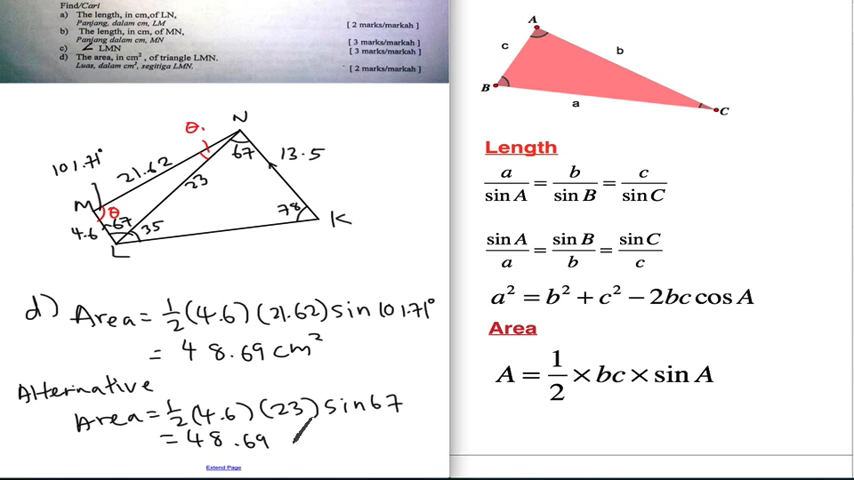 Find/Cari
a) The length, in cm,of LN,
Panjang, dalam cm, LM
[ 2 marks/markah ]
b) The length, in cm, of MN,
Panjang dalam cm, MN
[ 3 marks/markah ]
c) ∠ LMN
[ 3 marks/markah ]
d) The area, in cm², of triangle LMN.
Luas, dalam cm², segitiga LMN.
[ 2 marks/markah ]
N
θ.
67
13.5
101.71°
21.62
23
M
θ
78
K
4.6
67
35
L
d) Area = 1/2 (4.6) (21.62) sin 101.71°
= 48.69 cm²
Alternative
Area = 1/2 (4.6) (23) sin 67
= 48.69
Extend Page
A
c
b
B
a
C
Length
a/sin A = b/sin B = c/sin C
sin A/a = sin B/b = sin C/c
a² = b² + c² − 2bc cos A
Area
A = 1/2 × bc × sin A